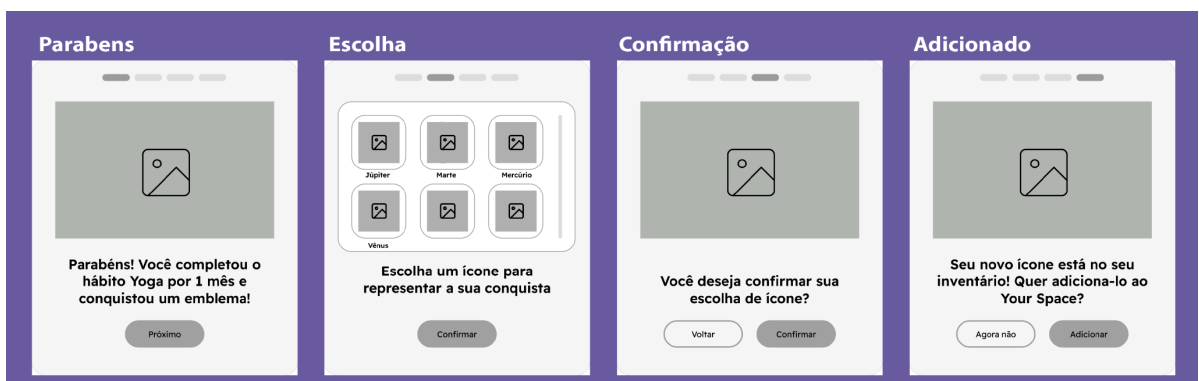 Parabens
Parabéns! Você completou o
hábito Yoga por 1 mês e
conquistou um emblema!
Próximo
Escolha
Júpiter
Marte
Mercúrio
Vênus
Escolha um ícone para
representar a sua conquista
Confirmar
Confirmação
Você deseja confirmar sua
escolha de ícone?
Voltar
Confirmar
Adicionado
Seu novo ícone está no seu
inventário! Quer adiciona-lo ao
Your Space?
Agora não
Adicionar